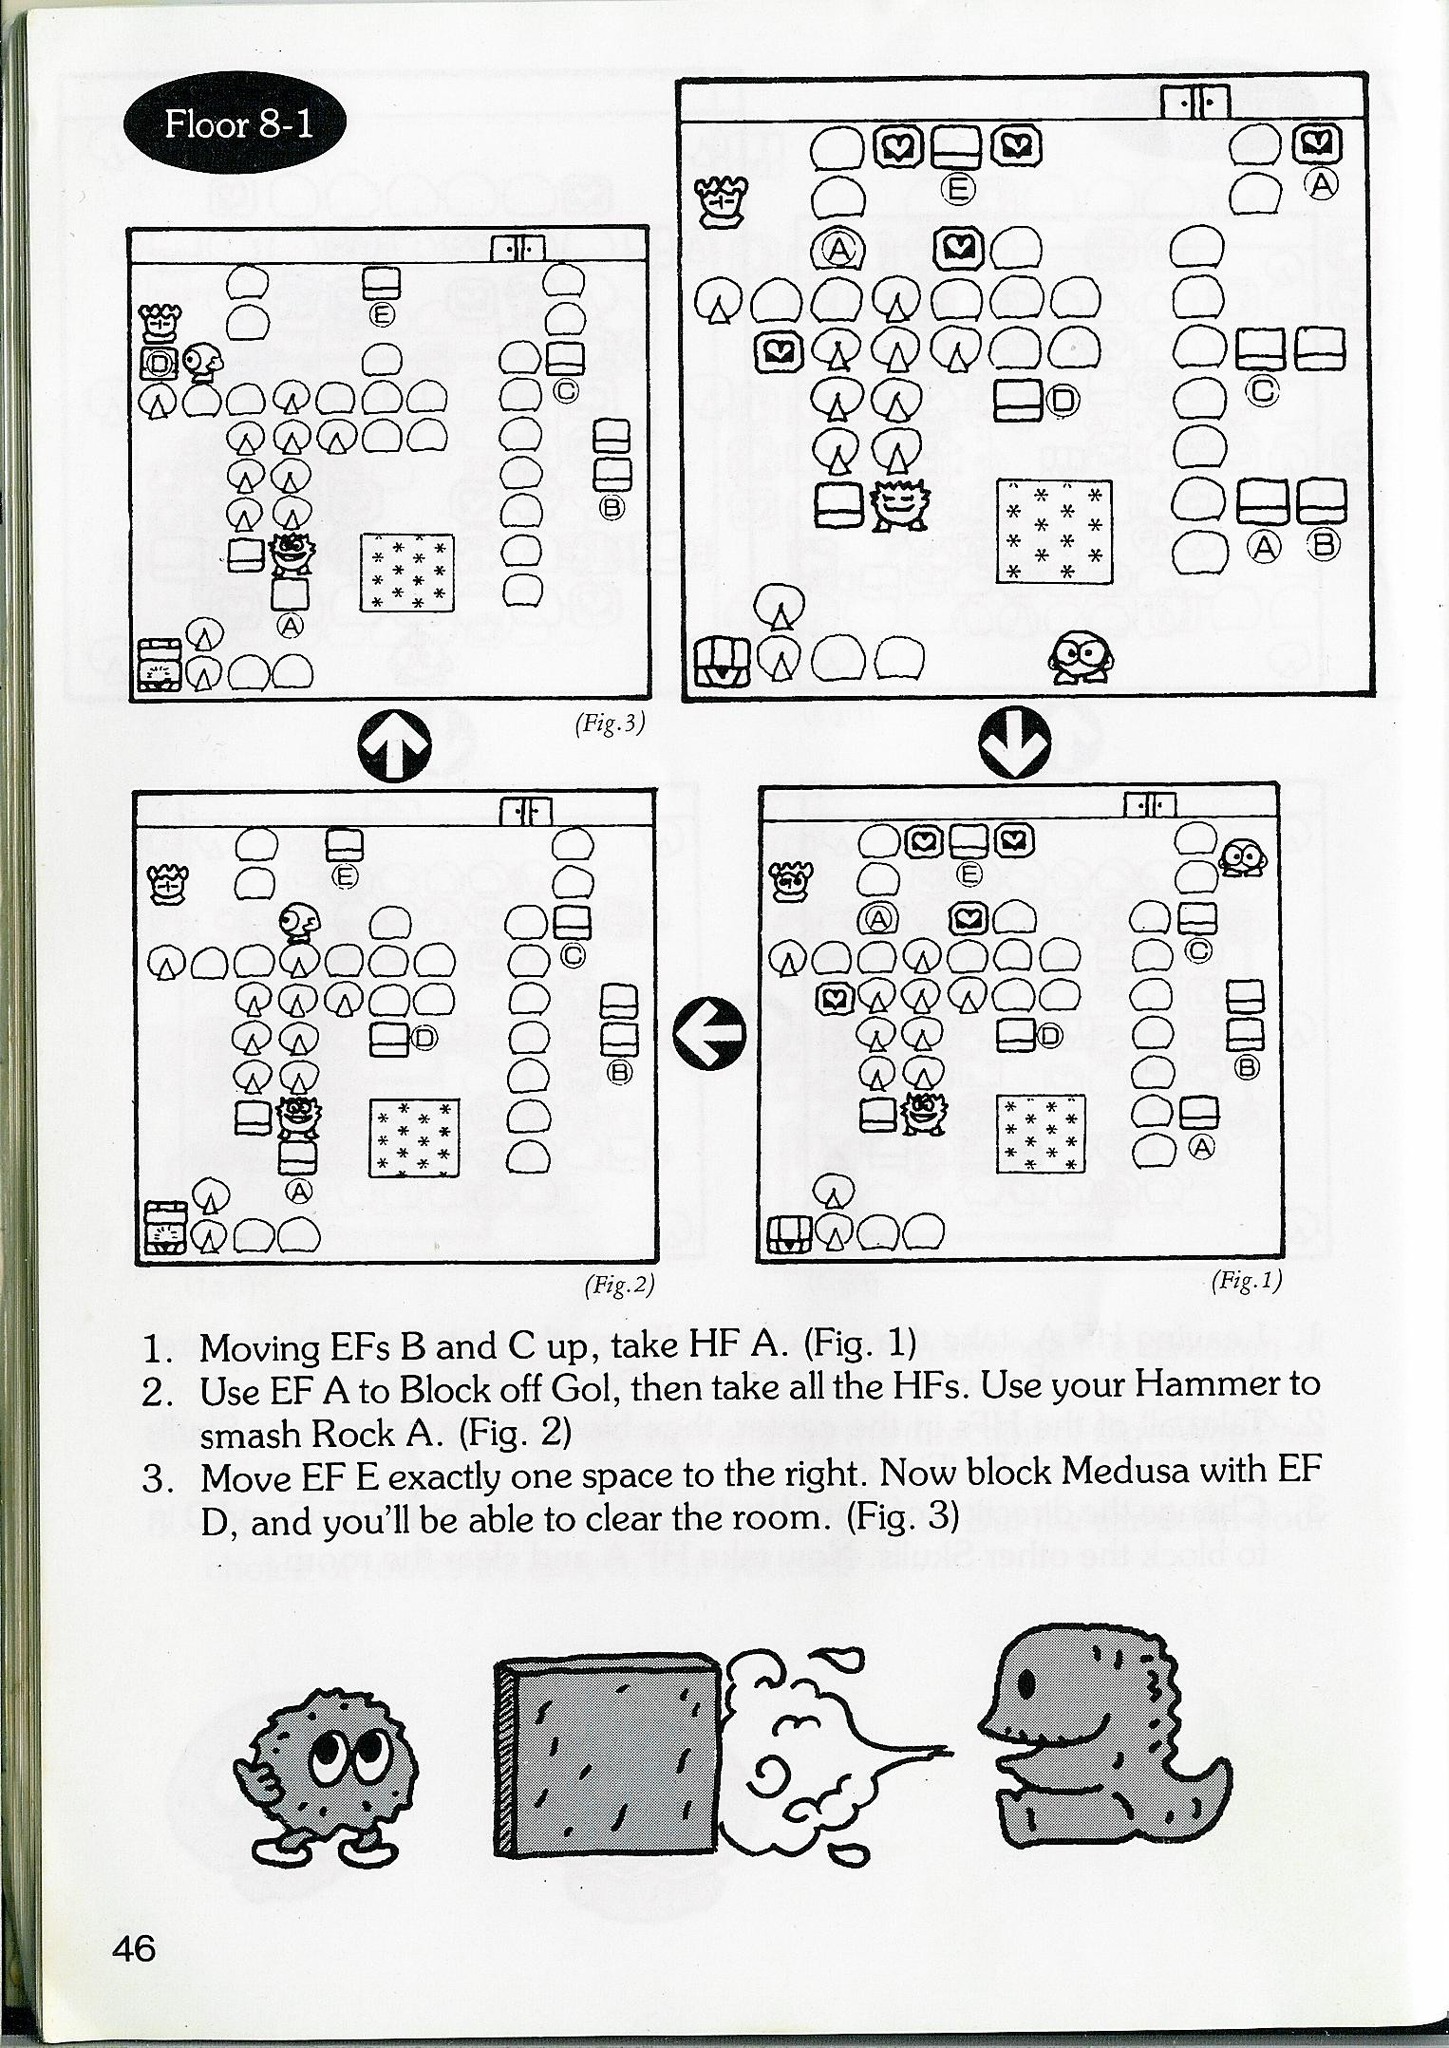 Floor 8-1
E
A
A
C
D
A
B
E
D
C
B
A
(Fig.3)
E
C
D
B
A
(Fig.2)
E
A
C
D
B
A
(Fig.1)
1. Moving EFs B and C up, take HF A. (Fig. 1)
2. Use EF A to Block off Gol, then take all the HFs. Use your Hammer to
smash Rock A. (Fig. 2)
3. Move EF E exactly one space to the right. Now block Medusa with EF
D, and you'll be able to clear the room. (Fig. 3)
46